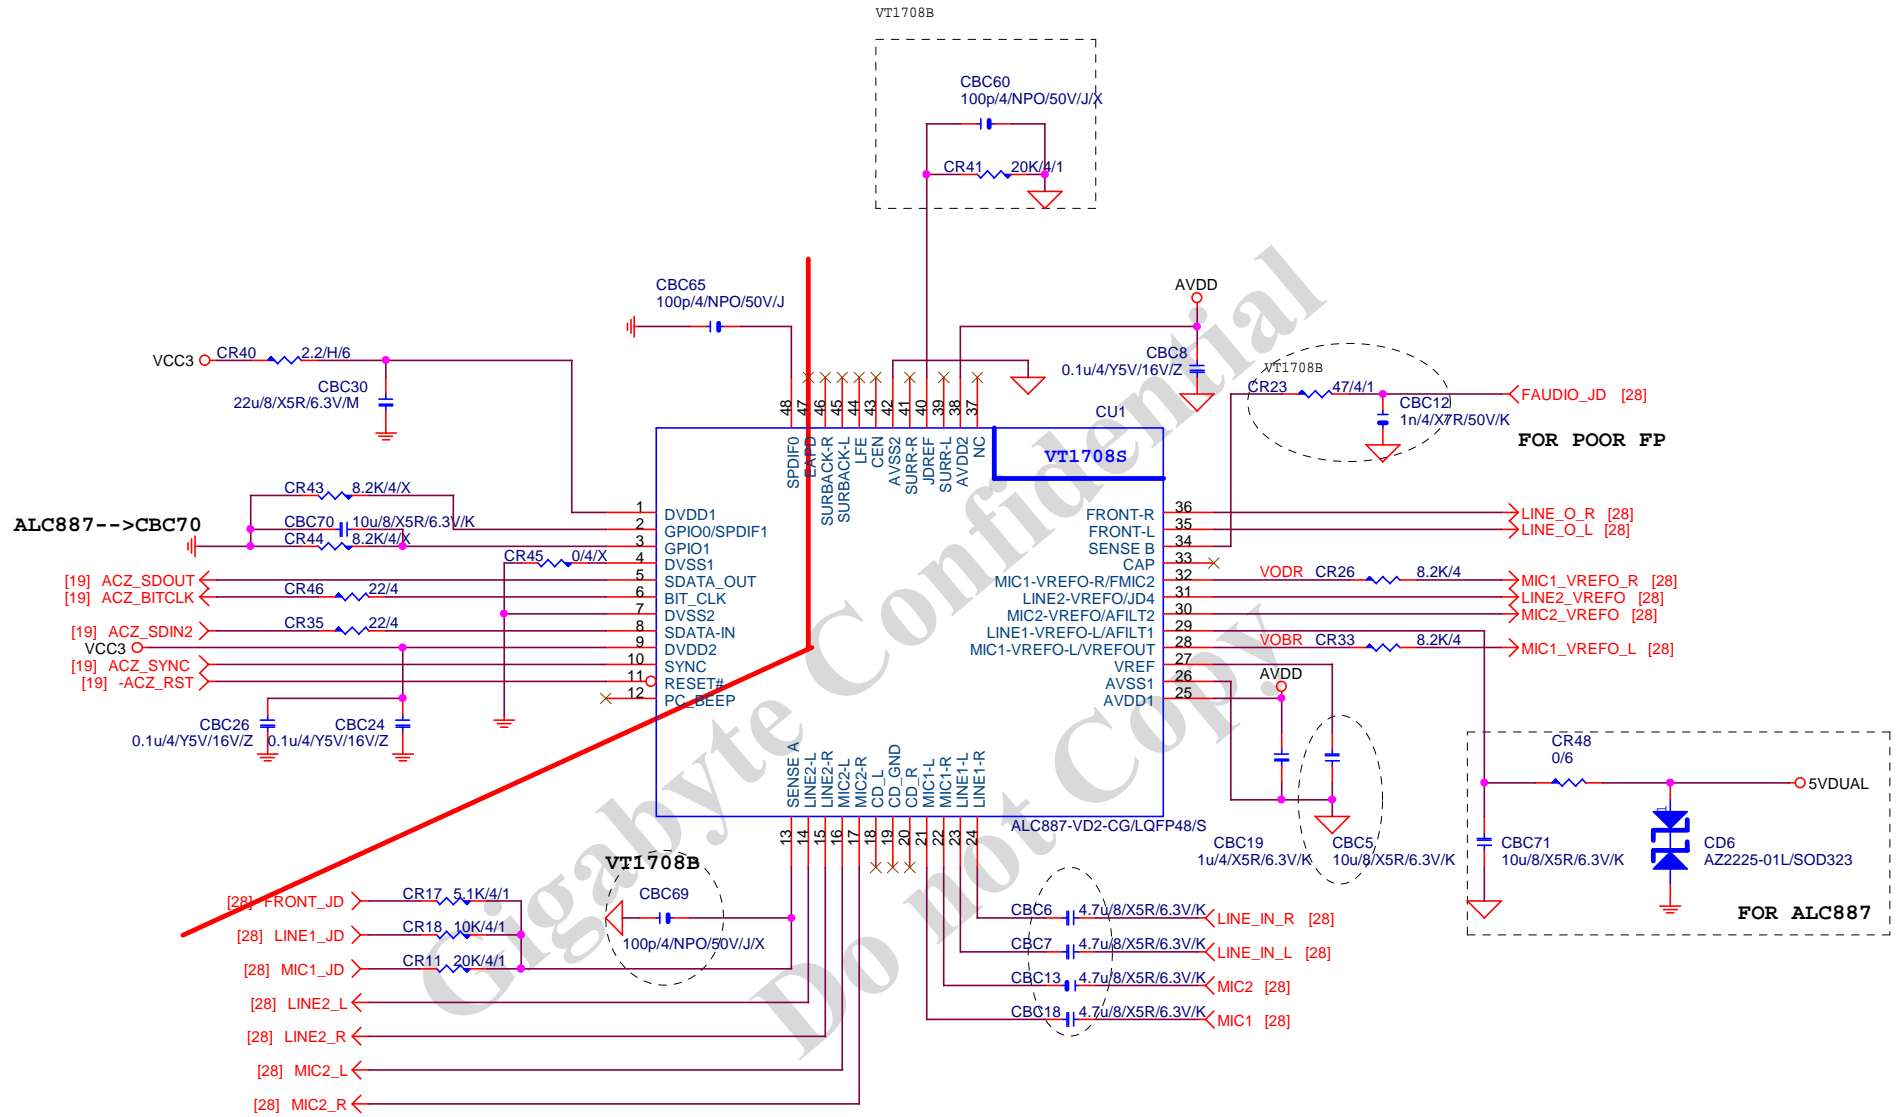 VT1708B
CBC60
100p/4/NPO/50V/J/X
CR41 20K/4/1
CBC65
100p/4/NPO/50V/J
AVDD
CBC8
0.1u/4/Y5V/16V/Z
VCC3 CR40 2.2/H/6
CBC30
22u/8/X5R/6.3V/M
VT1708B
CR23 47/4/1
CBC12
1n/4/X7R/50V/K
FAUDIO_JD [28]
FOR POOR FP
48 47 46 45 44 43 42 41 40 39 38 37
CU1
SPDIF0
EAPD
SURBACK-R
SURBACK-L
LFE
CEN
AVSS2
SURR-R
JDREF
SURR-L
AVDD2
NC
VT1708S
ALC887-->CBC70
CR43 8.2K/4/X
CBC70 10u/8/X5R/6.3V/K
CR44 8.2K/4/X
CR45 0/4/X
[19] ACZ_SDOUT
[19] ACZ_BITCLK
CR46 22/4
[19] ACZ_SDIN2
CR35 22/4
VCC3
[19] ACZ_SYNC
[19] -ACZ_RST
CBC26
0.1u/4/Y5V/16V/Z
CBC24
0.1u/4/Y5V/16V/Z
1 DVDD1
2 GPIO0/SPDIF1
3 GPIO1
4 DVSS1
5 SDATA_OUT
6 BIT_CLK
7 DVSS2
8 SDATA-IN
9 DVDD2
10 SYNC
11 RESET#
12 PC_BEEP
FRONT-R 36
FRONT-L 35
SENSE B 34
CAP 33
MIC1-VREFO-R/FMIC2 32
LINE2-VREFO/JD4 31
MIC2-VREFO/AFILT2 30
LINE1-VREFO-L/AFILT1 29
MIC1-VREFO-L/VREFOUT 28
VREF 27
AVSS1 26
AVDD1 25
LINE_O_R [28]
LINE_O_L [28]
VODR CR26 8.2K/4
MIC1_VREFO_R [28]
LINE2_VREFO [28]
MIC2_VREFO [28]
VOBR CR33 8.2K/4
MIC1_VREFO_L [28]
AVDD
CBC19
1u/4/X5R/6.3V/K
CBC5
10u/8/X5R/6.3V/K
CR48
0/6
5VDUAL
CBC71
10u/8/X5R/6.3V/K
1
CD6
AZ2225-01L/SOD323
FOR ALC887
SENSE A
LINE2-L
LINE2-R
MIC2-L
MIC2-R
CD_L
CD_GND
CD_R
MIC1-L
MIC1-R
LINE1-L
LINE1-R
13 14 15 16 17 18 19 20 21 22 23 24
ALC887-VD2-CG/LQFP48/S
VT1708B
CBC69
100p/4/NPO/50V/J/X
[28] FRONT_JD
CR17 5.1K/4/1
[28] LINE1_JD
CR18 10K/4/1
[28] MIC1_JD
CR11 20K/4/1
[28] LINE2_L
[28] LINE2_R
[28] MIC2_L
[28] MIC2_R
CBC6 4.7u/8/X5R/6.3V/K LINE_IN_R [28]
CBC7 4.7u/8/X5R/6.3V/K LINE_IN_L [28]
CBC13 4.7u/8/X5R/6.3V/K MIC2 [28]
CBC18 4.7u/8/X5R/6.3V/K MIC1 [28]
Gigabyte Confidential
Do not Copy